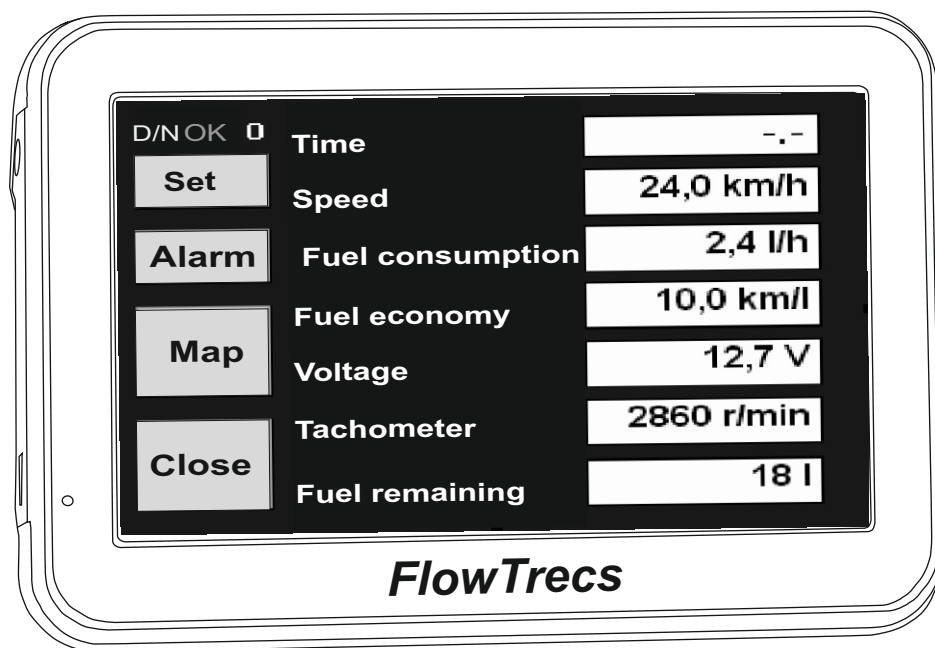 D/N OK 0
Time -.-
Set
Speed 24,0 km/h
Alarm
Fuel consumption 2,4 l/h
Fuel economy 10,0 km/l
Map
Voltage 12,7 V
Tachometer 2860 r/min
Close
Fuel remaining 18 l
FlowTrecs